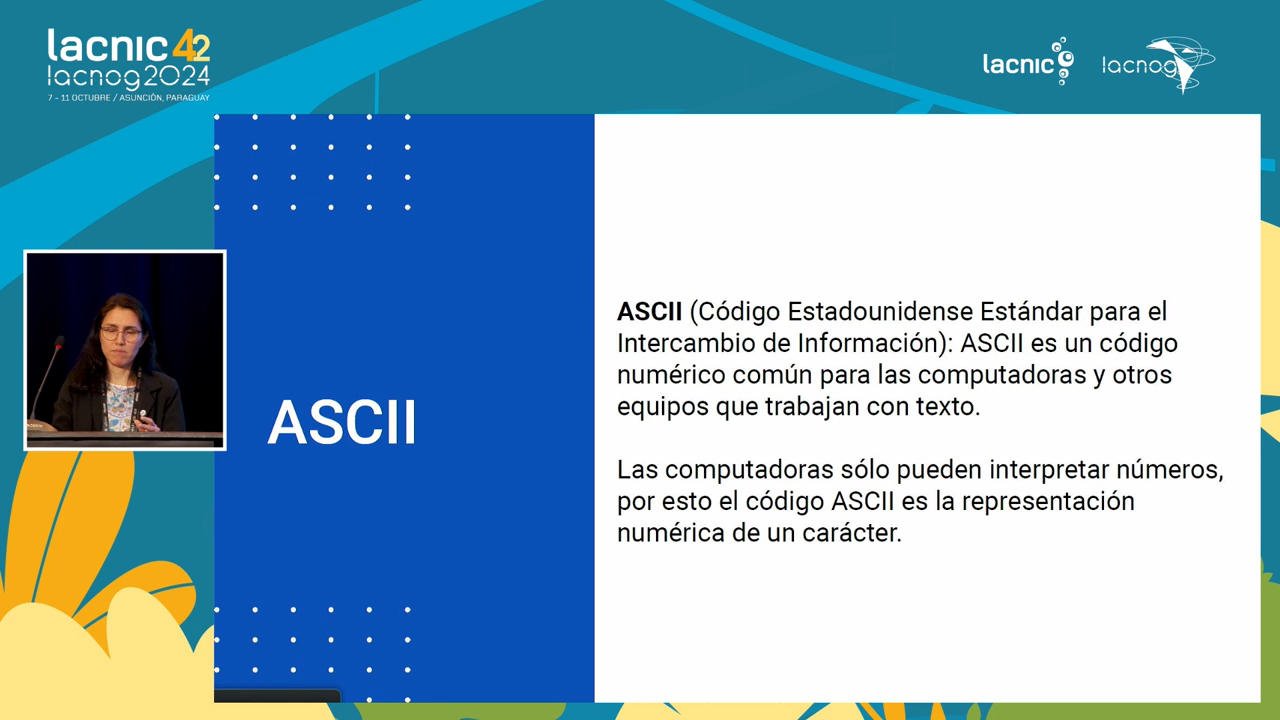 lacnic 42
lacnog2024
7 - 11 OCTUBRE / ASUNCIÓN, PARAGUAY
lacnic
lacnog
ASCII
ASCII (Código Estadounidense Estándar para el
Intercambio de Información): ASCII es un código
numérico común para las computadoras y otros
equipos que trabajan con texto.
Las computadoras sólo pueden interpretar números,
por esto el código ASCII es la representación
numérica de un carácter.